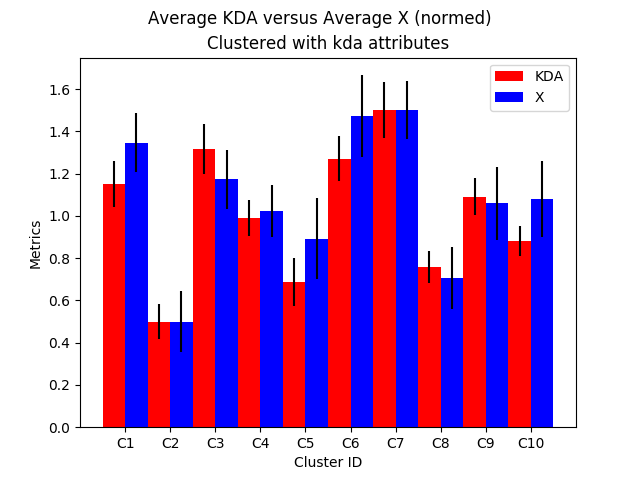 Average KDA versus Average X (normed)
Clustered with kda attributes
KDA
X
1.6
1.4
1.2
1.0
0.8
0.6
0.4
0.2
0.0
Metrics
C1 C2 C3 C4 C5 C6 C7 C8 C9 C10
Cluster ID